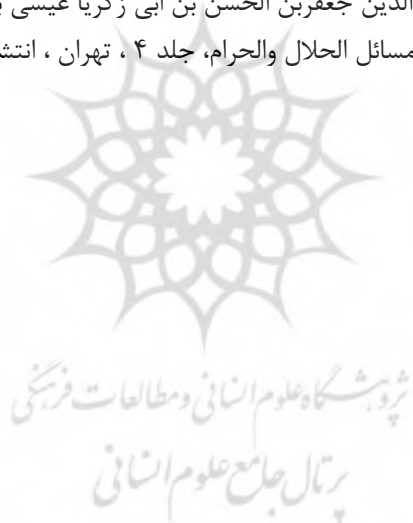 الدین جعفربن الحسن بن ابی زکریا عیسی
مسائل الحلال والحرام، جلد ۴ ، تهران ، انتش
پژوهشگاه علوم انسانی و مطالعات فرهنگی
پرتال جامع علوم انسانی